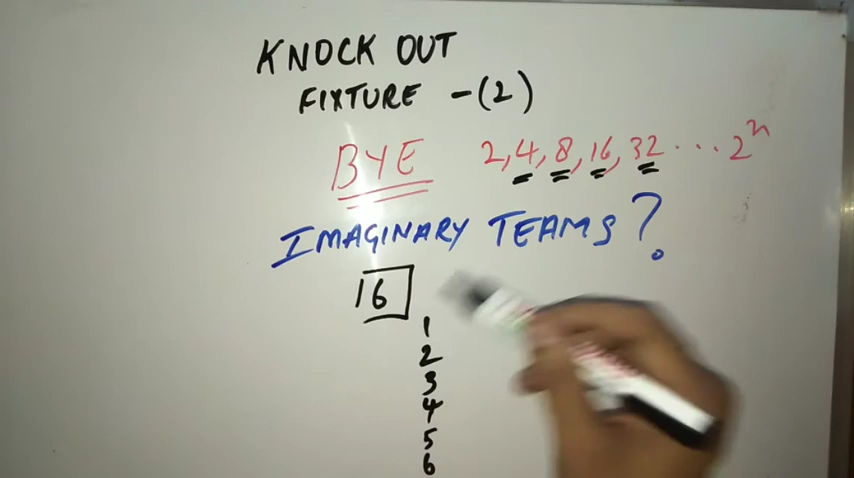 KNOCK OUT
FIXTURE -(2)
BYE 2, 4, 8, 16, 32 ... 2^n
IMAGINARY TEAMS?
16
1
2
3
4
5
6